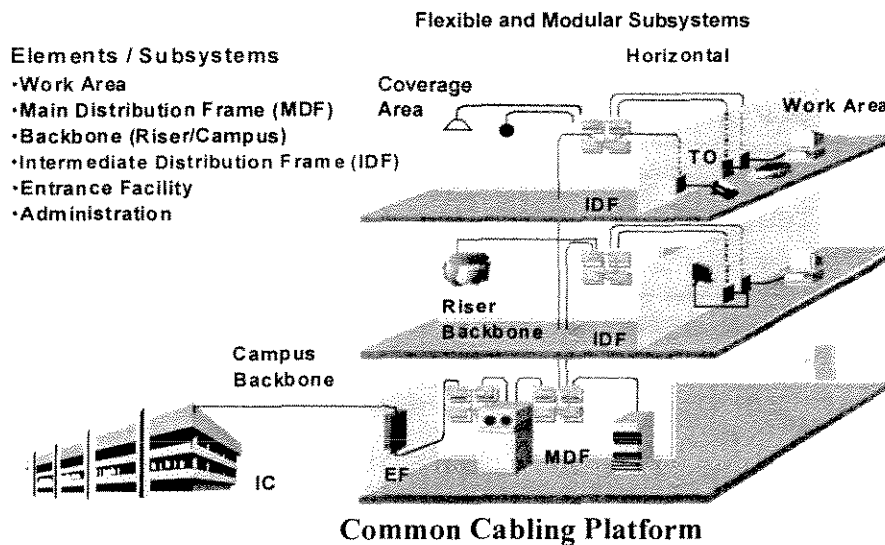 Flexible and Modular Subsystems
Elements / Subsystems
•Work Area
•Main Distribution Frame (MDF)
•Backbone (Riser/Campus)
•Intermediate Distribution Frame (IDF)
•Entrance Facility
•Administration
Horizontal
Coverage
Area
Work Area
TO
IDF
Riser
Backbone
IDF
Campus
Backbone
IC
EF
MDF
Common Cabling Platform